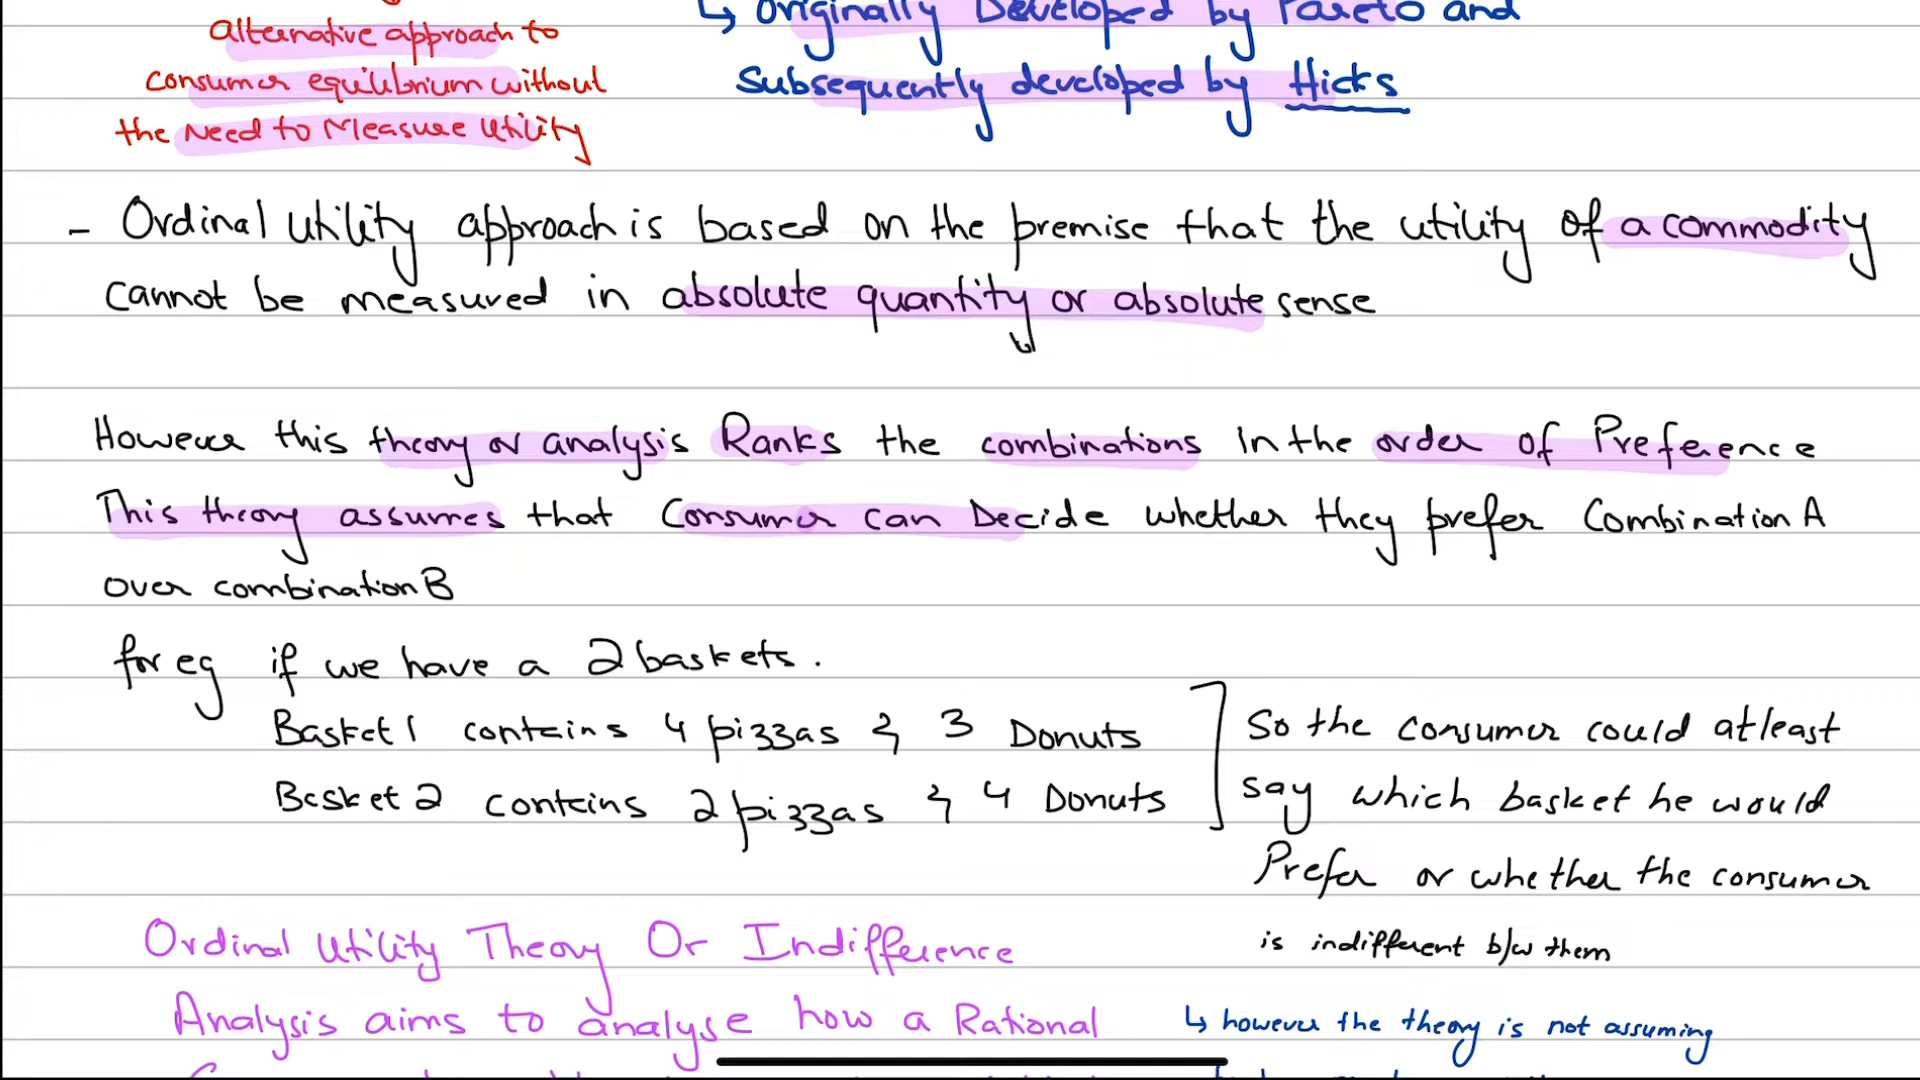 alternative approach to
consumer equilibrium without
the need to Measure Utility
↳ Originally Developed by Pareto and
Subsequently developed by Hicks
- Ordinal Utility approach is based on the premise that the utility of a commodity
cannot be measured in absolute quantity or absolute sense
However this theory or analysis Ranks the combinations in the order of Preference
This theory assumes that Consumer can Decide whether they prefer Combination A
over combination B
for eg if we have a 2 baskets.
Basket 1 contains 4 pizzas & 3 Donuts
Basket 2 contains 2 pizzas & 4 Donuts
So the consumer could atleast
say which basket he would
Prefer or whether the consumer
is indifferent b/w them
Ordinal Utility Theory Or Indifference
Analysis aims to analyse how a Rational
↳ however the theory is not assuming